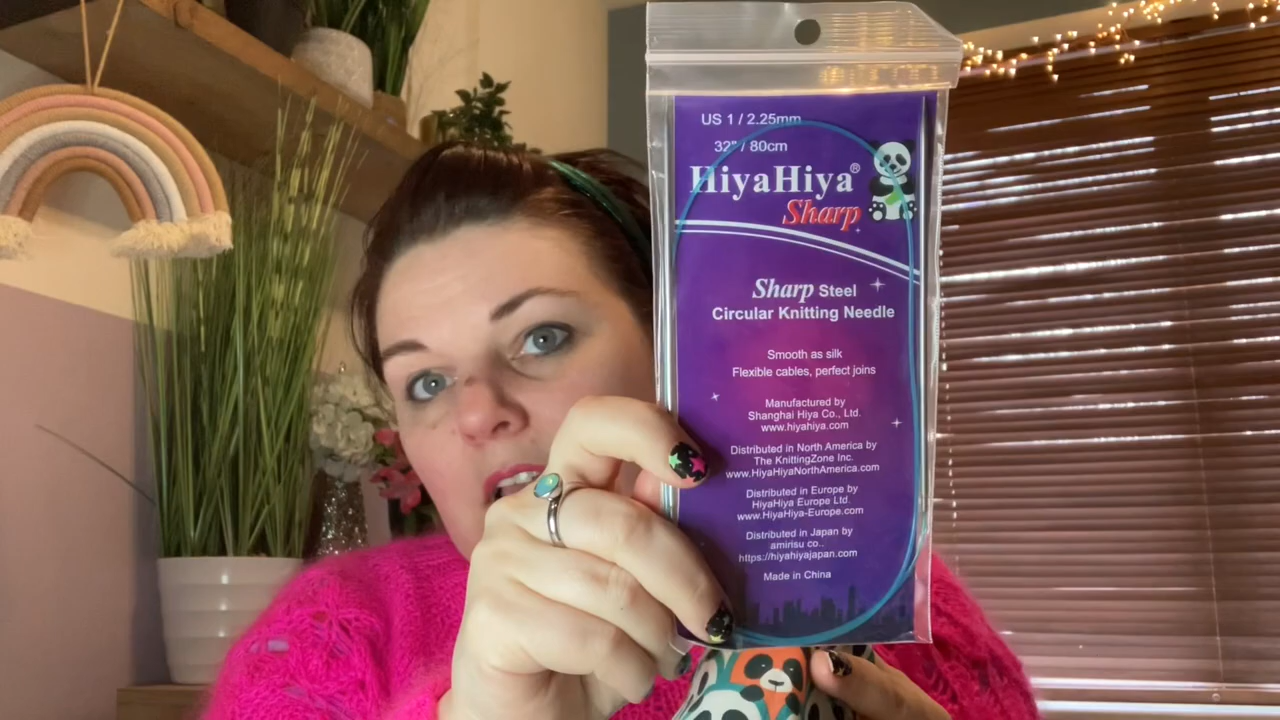 US 1 / 2.25mm
32" / 80cm
HiyaHiya®
Sharp
Sharp Steel
Circular Knitting Needle
Smooth as silk
Flexible cables, perfect joins
Manufactured by
Shanghai Hiya Co., Ltd.
www.hiyahiya.com
Distributed in North America by
The KnittingZone Inc.
www.HiyaHiyaNorthAmerica.com
Distributed in Europe by
HiyaHiya Europe Ltd.
www.HiyaHiya-Europe.com
Distributed in Japan by
amirisu co..
https://hiyahiyajapan.com
Made in China